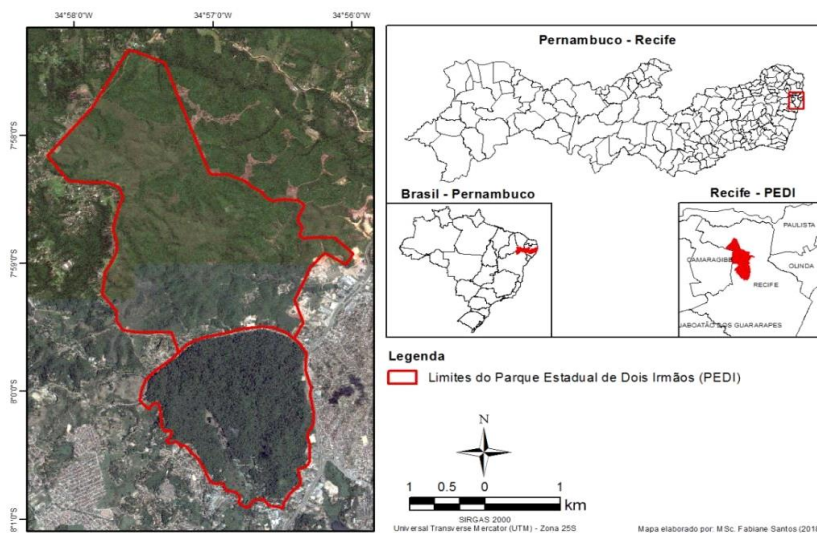 34°58'0"W
34°57'0"W
34°56'0"W
7°58'0"S
7°59'0"S
8°0'0"S
8°1'0"S
Pernambuco - Recife
Brasil - Pernambuco
Recife - PEDI
PAULISTA
CAMARAGIBE
OLINDA
RECIFE
JABOATÃO DOS GUARARAPES
Legenda
Limites do Parque Estadual de Dois Irmãos (PEDI)
N
1 0.5 0 1
km
SIRGAS 2000
Universal Transverse Mercator (UTM) - Zona 25S
Mapa elaborado por: MSc. Fabiane Santos (2018